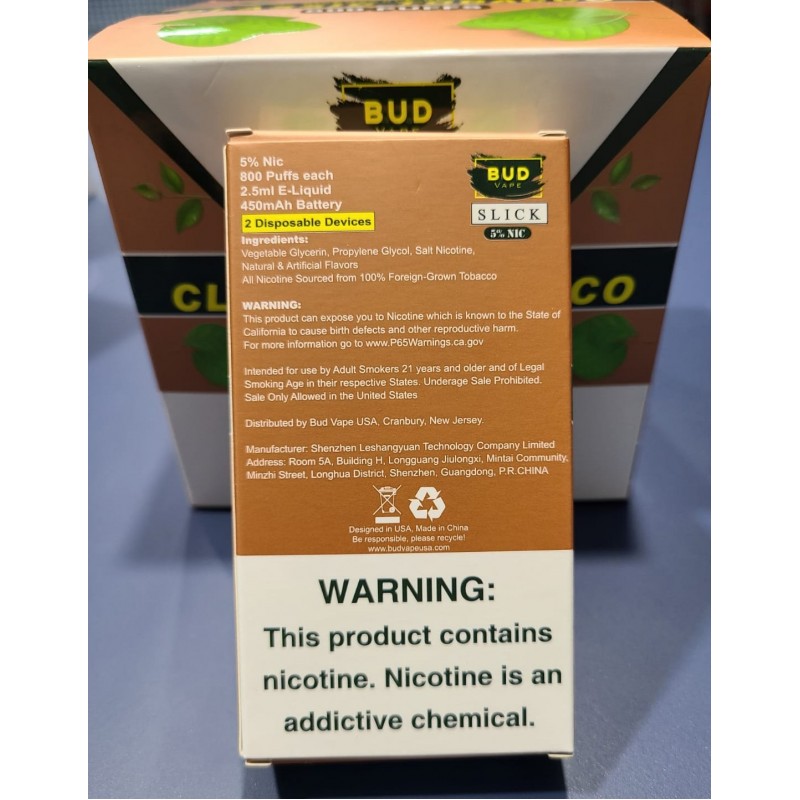 BUD
VAPE
5% Nic
800 Puffs each
2.5ml E-Liquid
450mAh Battery
2 Disposable Devices
BUD
VAPE
SLICK
5% NIC
Ingredients:
Vegetable Glycerin, Propylene Glycol, Salt Nicotine,
Natural & Artificial Flavors
All Nicotine Sourced from 100% Foreign-Grown Tobacco
WARNING:
This product can expose you to Nicotine which is known to the State of
California to cause birth defects and other reproductive harm.
For more information go to www.P65Warnings.ca.gov
Intended for use by Adult Smokers 21 years and older and of Legal
Smoking Age in their respective States. Underage Sale Prohibited.
Sale Only Allowed in the United States
Distributed by Bud Vape USA, Cranbury, New Jersey.
Manufacturer: Shenzhen Leshangyuan Technology Company Limited
Address: Room 5A, Building H, Longguang Jiulongxi, Mintai Community,
Minzhi Street, Longhua District, Shenzhen, Guangdong, P.R.CHINA
Designed in USA, Made in China
Be responsible, please recycle!
www.budvapeusa.com
WARNING:
This product contains
nicotine. Nicotine is an
addictive chemical.